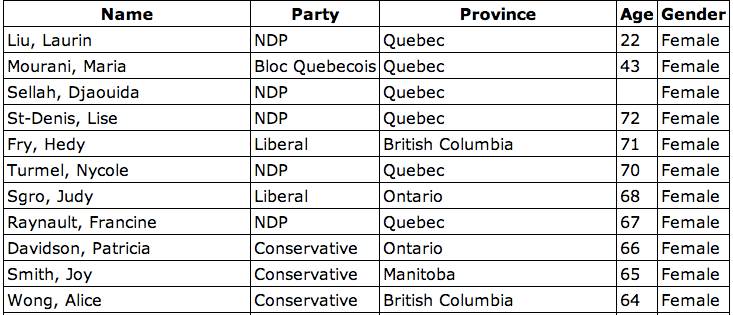 Name Party Province Age Gender
Liu, Laurin NDP Quebec 22 Female
Mourani, Maria Bloc Quebecois Quebec 43 Female
Sellah, Djaouida NDP Quebec Female
St-Denis, Lise NDP Quebec 72 Female
Fry, Hedy Liberal British Columbia 71 Female
Turmel, Nycole NDP Quebec 70 Female
Sgro, Judy Liberal Ontario 68 Female
Raynault, Francine NDP Quebec 67 Female
Davidson, Patricia Conservative Ontario 66 Female
Smith, Joy Conservative Manitoba 65 Female
Wong, Alice Conservative British Columbia 64 Female